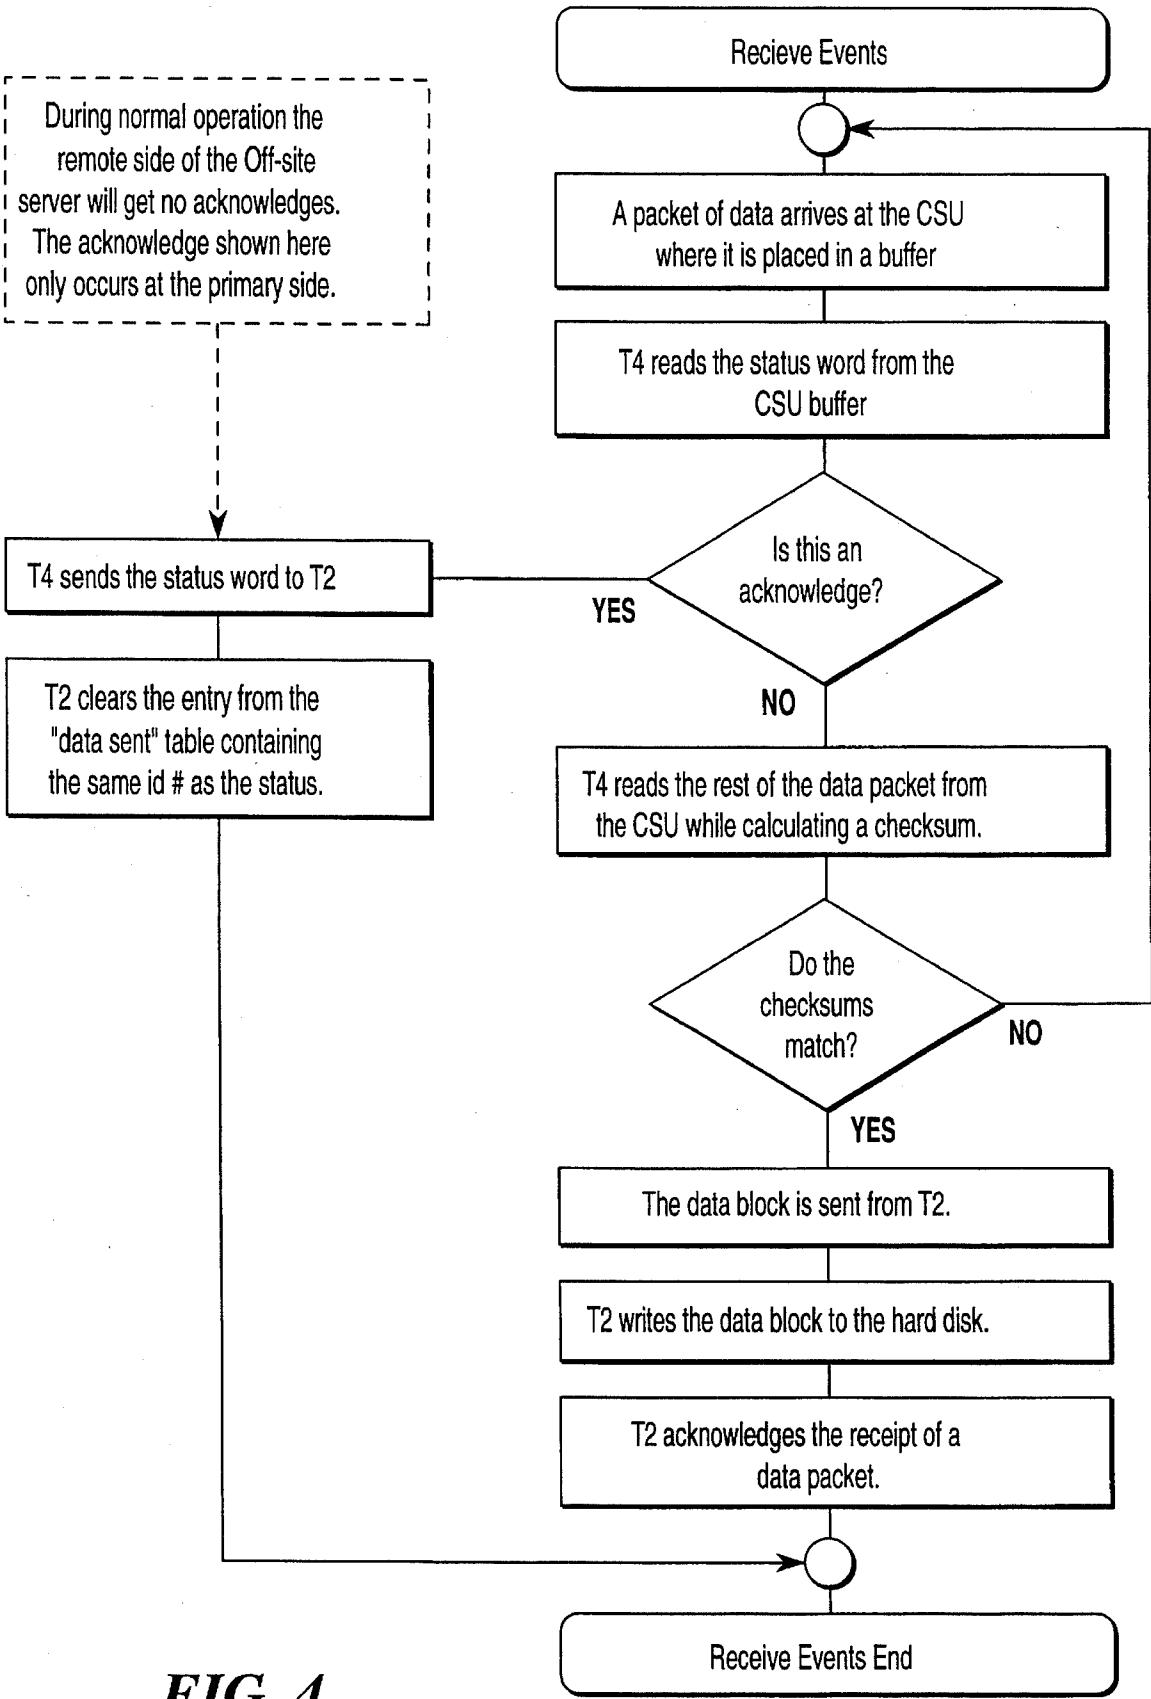 Recieve Events
During normal operation the
remote side of the Off-site
server will get no acknowledges.
The acknowledge shown here
only occurs at the primary side.
A packet of data arrives at the CSU
where it is placed in a buffer
T4 reads the status word from the
CSU buffer
Is this an
acknowledge?
YES
NO
T4 sends the status word to T2
T2 clears the entry from the
"data sent" table containing
the same id # as the status.
T4 reads the rest of the data packet from
the CSU while calculating a checksum.
Do the
checksums
match?
NO
YES
The data block is sent from T2.
T2 writes the data block to the hard disk.
T2 acknowledges the receipt of a
data packet.
Receive Events End
FIG. 4